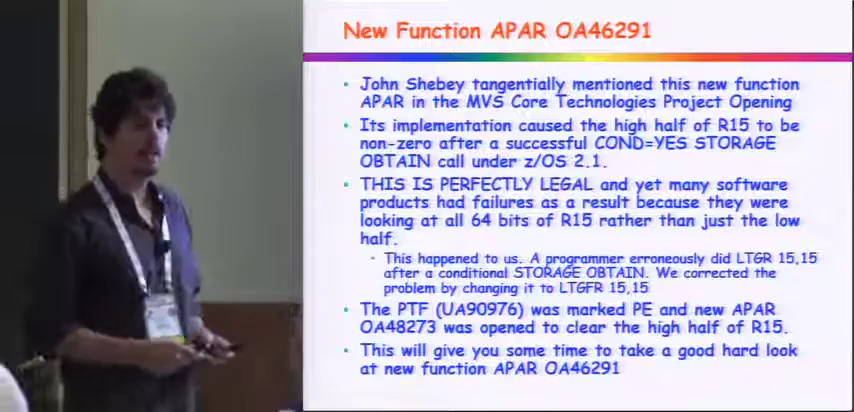 New Function APAR OA46291
• John Shebey tangentially mentioned this new function
APAR in the MVS Core Technologies Project Opening
• Its implementation caused the high half of R15 to be
non-zero after a successful COND=YES STORAGE
OBTAIN call under z/OS 2.1.
• THIS IS PERFECTLY LEGAL and yet many software
products had failures as a result because they were
looking at all 64 bits of R15 rather than just the low
half.
• This happened to us. A programmer erroneously did LTGR 15,15
after a conditional STORAGE OBTAIN. We corrected the
problem by changing it to LTGFR 15,15
• The PTF (UA90976) was marked PE and new APAR
OA48273 was opened to clear the high half of R15.
• This will give you some time to take a good hard look
at new function APAR OA46291